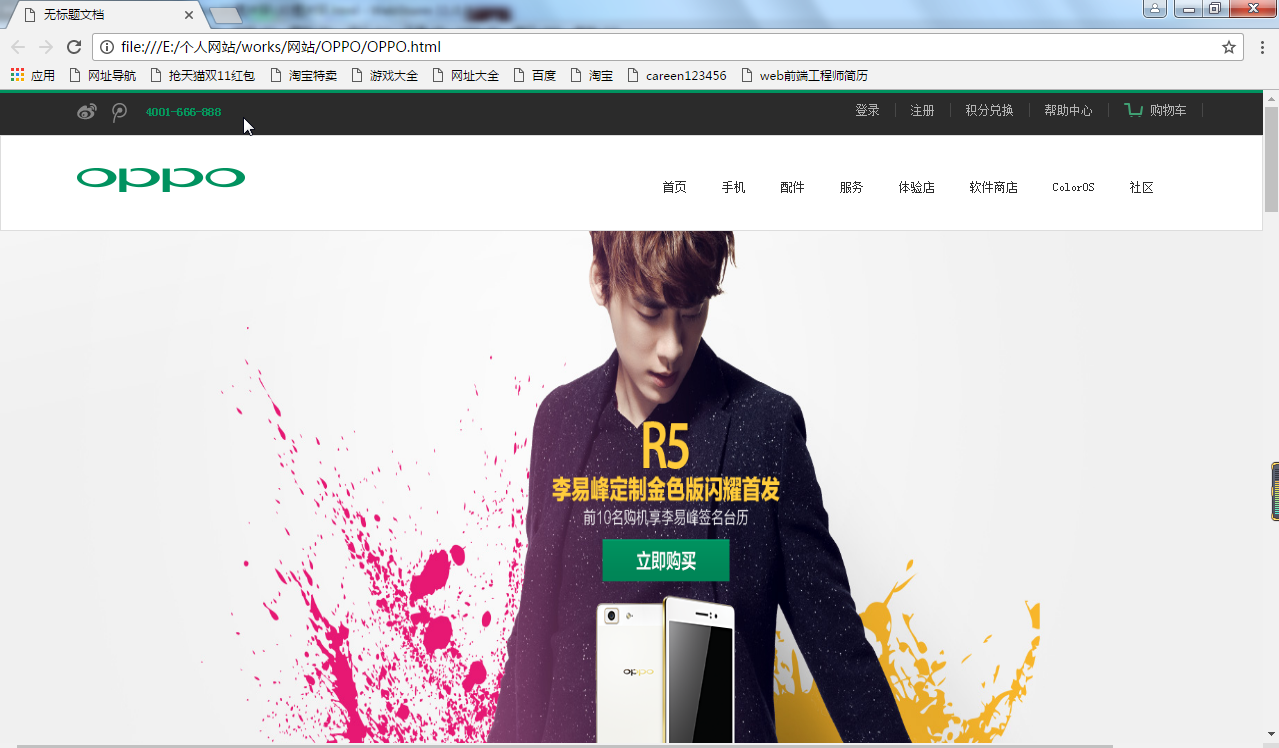 无标题文档
file:///E:/个人网站/works/网站/OPPO/OPPO.html
应用 网址导航 抢天猫双11红包 淘宝特卖 游戏大全 网址大全 百度 淘宝 careen123456 web前端工程师简历
4001-666-888 登录 注册 积分兑换 帮助中心 购物车
oppo 首页 手机 配件 服务 体验店 软件商店 ColorOS 社区
R5
李易峰定制金色版闪耀首发
前10名购机享李易峰签名台历
立即购买
oppo